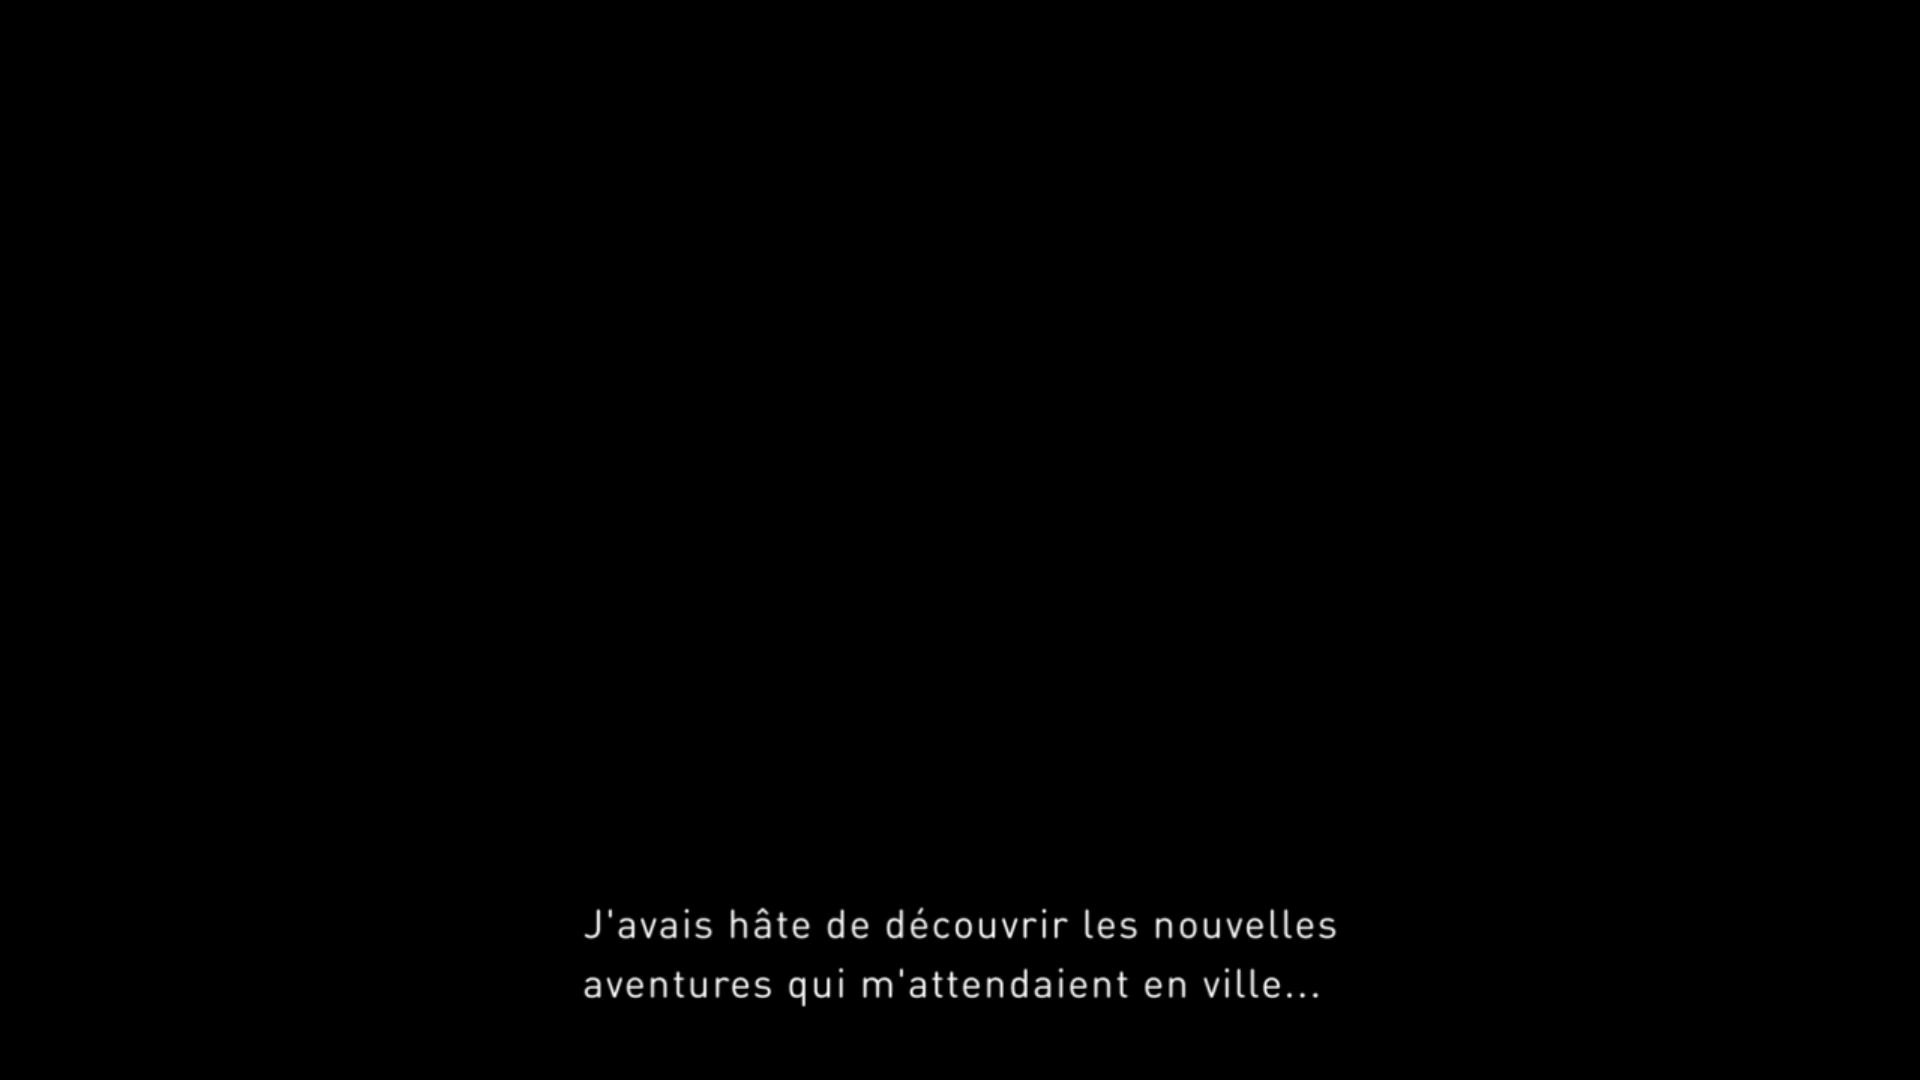 J'avais hâte de découvrir les nouvelles
aventures qui m'attendaient en ville...